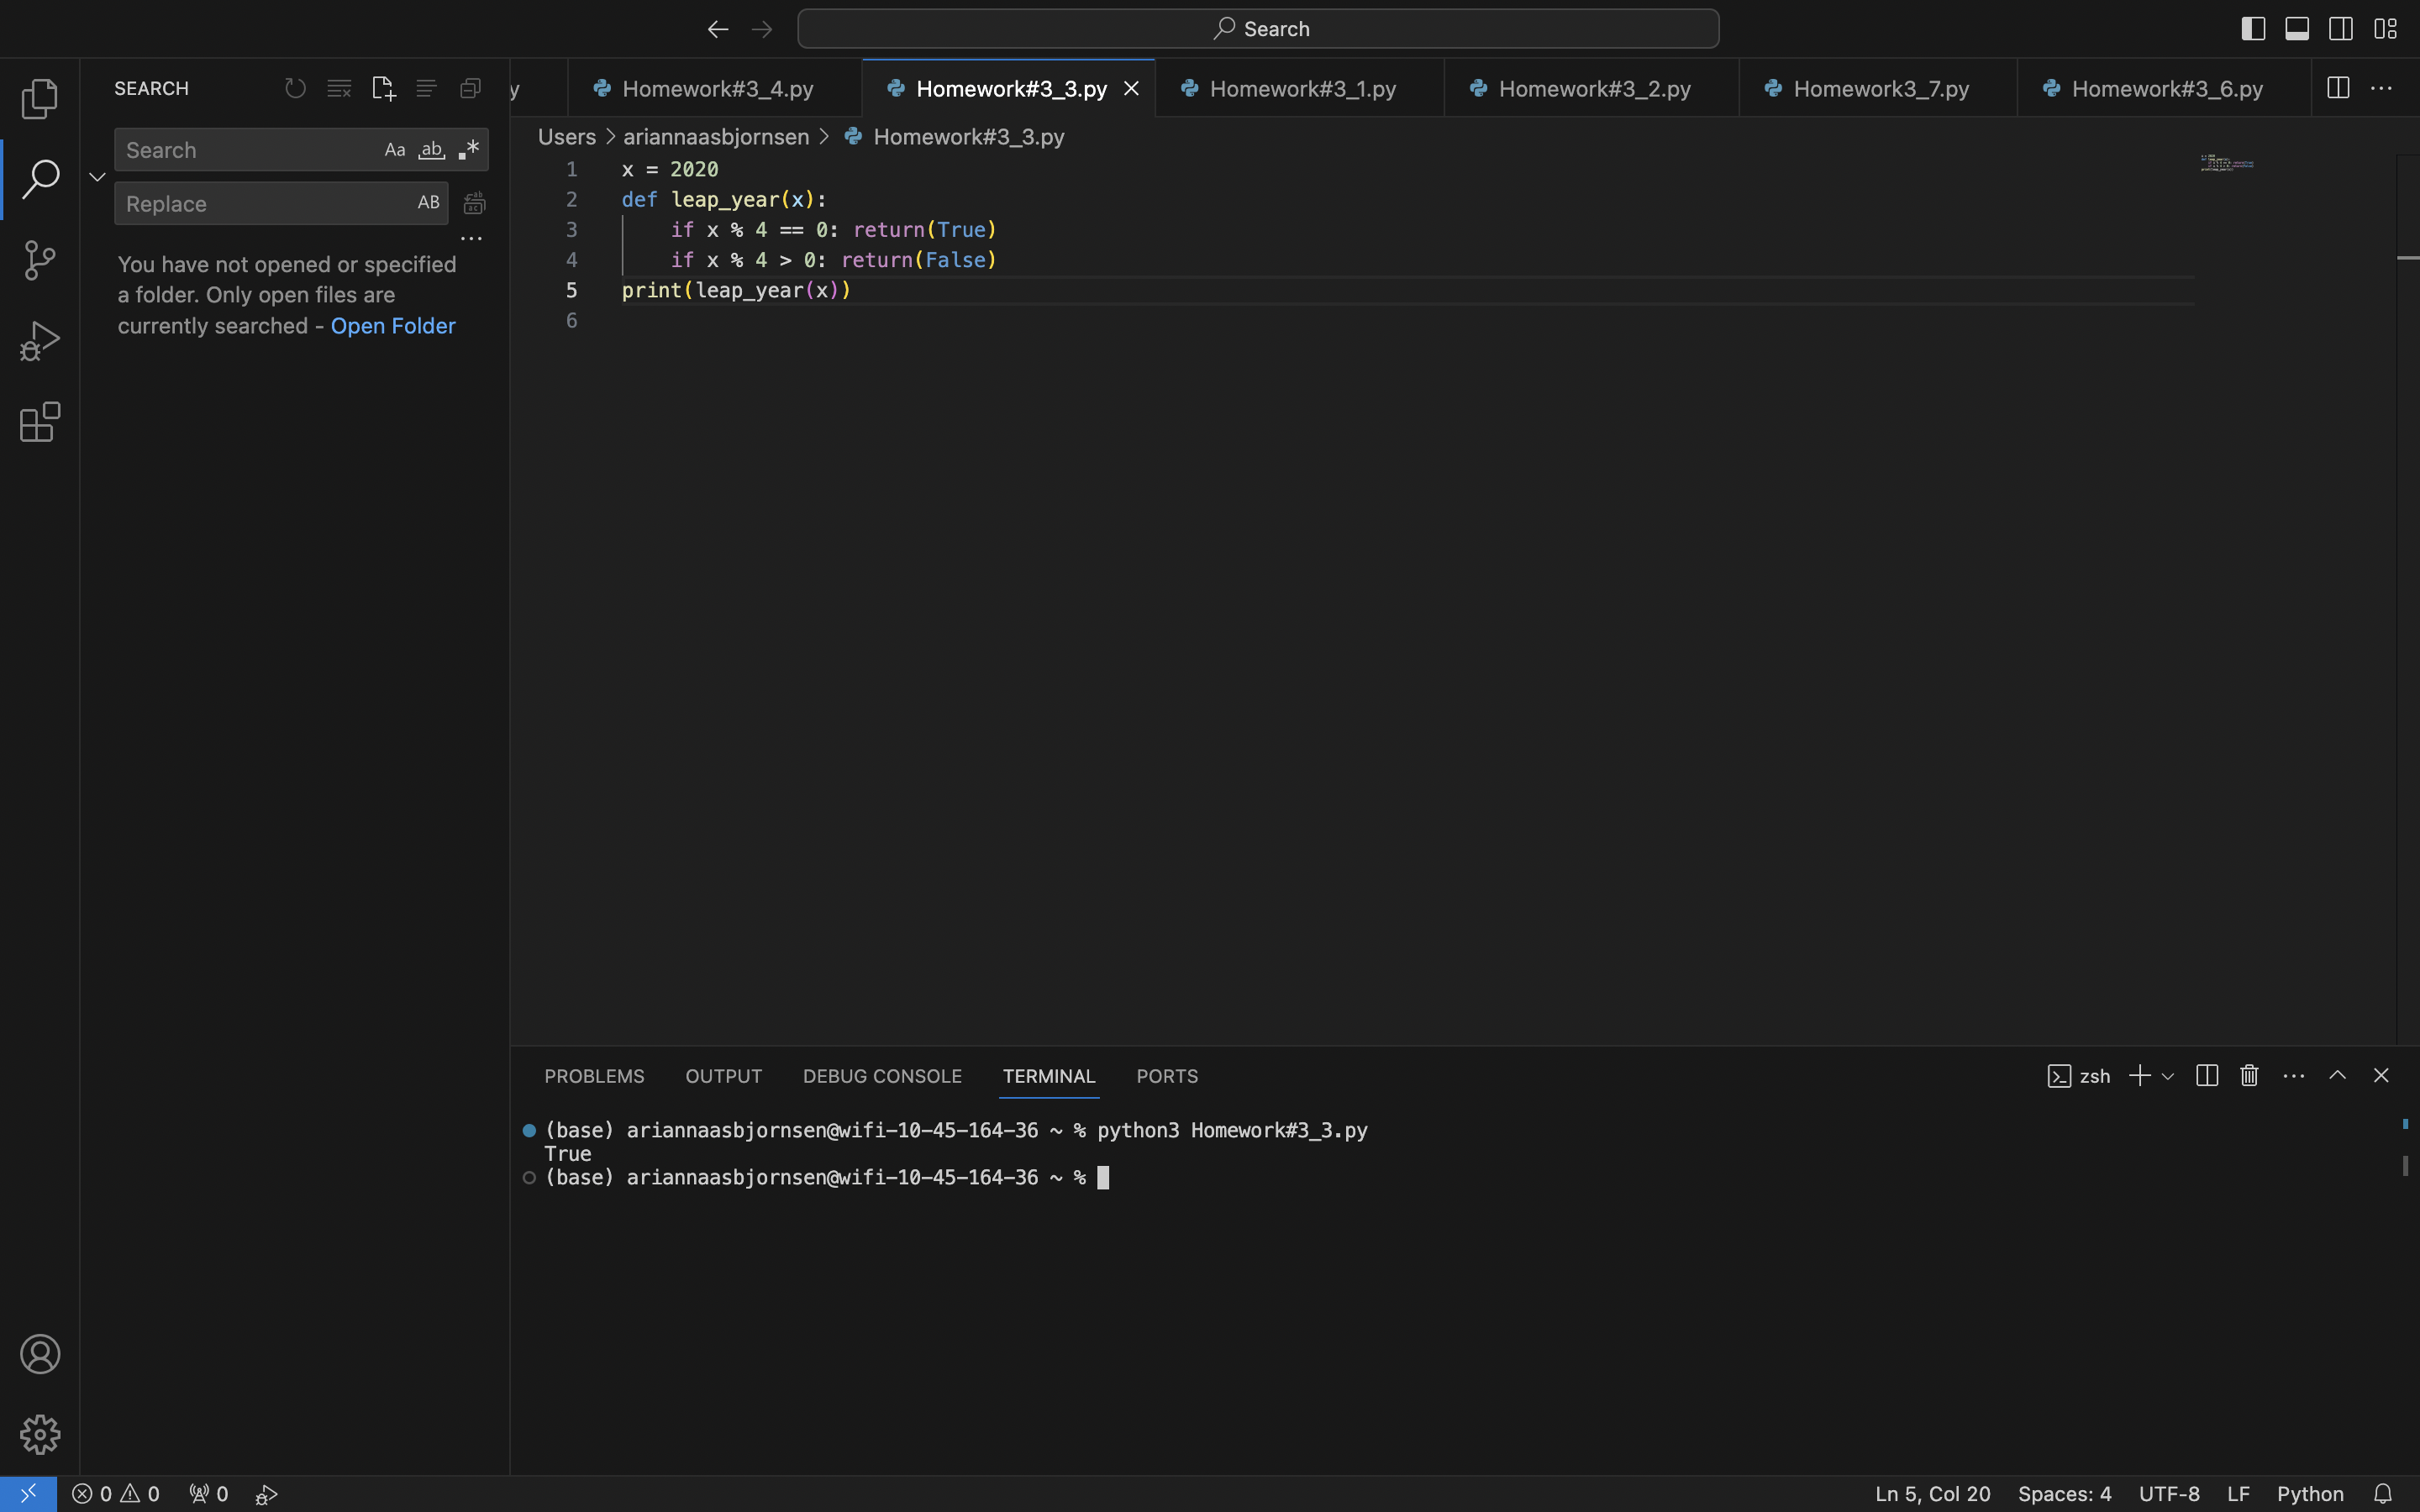 Search
SEARCH
y
Homework#3_4.py
Homework#3_3.py
Homework#3_1.py
Homework#3_2.py
Homework3_7.py
Homework#3_6.py
Search Aa ab
Replace AB
You have not opened or specified
a folder. Only open files are
currently searched - Open Folder
Users > ariannaasbjornsen > Homework#3_3.py
1 x = 2020
2 def leap_year(x):
3     if x % 4 == 0: return(True)
4     if x % 4 > 0: return(False)
5 print(leap_year(x))
6
PROBLEMS OUTPUT DEBUG CONSOLE TERMINAL PORTS
zsh
(base) ariannaasbjornsen@wifi-10-45-164-36 ~ % python3 Homework#3_3.py
True
(base) ariannaasbjornsen@wifi-10-45-164-36 ~ %
0 0 0
Ln 5, Col 20 Spaces: 4 UTF-8 LF Python